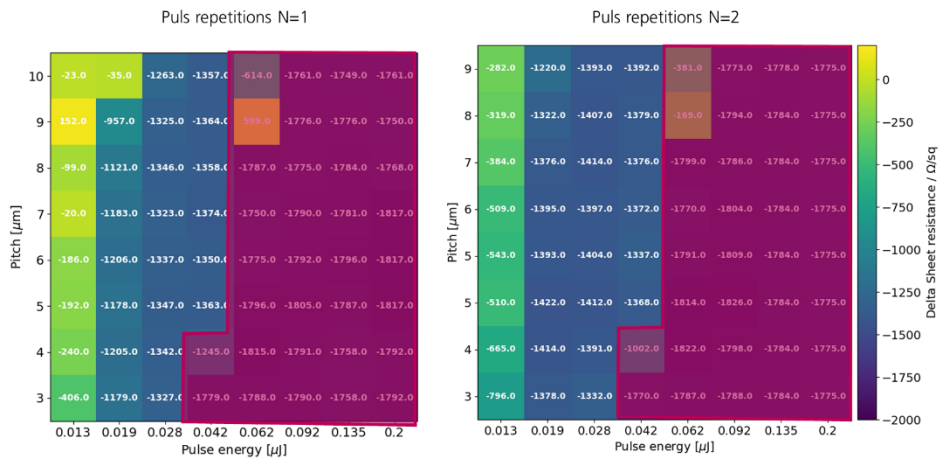 Puls repetitions N=1
10 -23.0 -35.0 -1263.0 -1357.0 -614.0 -1761.0 -1749.0 -1761.0
9 152.0 -957.0 -1325.0 -1364.0 599.0 -1776.0 -1776.0 -1750.0
8 -99.0 -1121.0 -1346.0 -1358.0 -1787.0 -1775.0 -1784.0 -1768.0
7 -20.0 -1183.0 -1323.0 -1374.0 -1750.0 -1790.0 -1781.0 -1817.0
6 -186.0 -1206.0 -1337.0 -1350.0 -1775.0 -1792.0 -1796.0 -1817.0
5 -192.0 -1178.0 -1347.0 -1363.0 -1796.0 -1805.0 -1787.0 -1817.0
4 -240.0 -1205.0 -1342.0 -1245.0 -1815.0 -1791.0 -1758.0 -1792.0
3 -406.0 -1179.0 -1327.0 -1779.0 -1788.0 -1790.0 -1758.0 -1792.0
Pitch [μm]
0.013 0.019 0.028 0.042 0.062 0.092 0.135 0.2
Pulse energy [μJ]
Puls repetitions N=2
9 -282.0 -1220.0 -1393.0 -1392.0 -381.0 -1773.0 -1778.0 -1775.0
8 -319.0 -1322.0 -1407.0 -1379.0 -169.0 -1794.0 -1784.0 -1775.0
7 -384.0 -1376.0 -1414.0 -1376.0 -1799.0 -1786.0 -1784.0 -1775.0
6 -509.0 -1395.0 -1397.0 -1372.0 -1770.0 -1804.0 -1784.0 -1775.0
5 -543.0 -1393.0 -1404.0 -1337.0 -1791.0 -1809.0 -1784.0 -1775.0
5 -510.0 -1422.0 -1412.0 -1368.0 -1814.0 -1826.0 -1784.0 -1775.0
4 -665.0 -1414.0 -1391.0 -1002.0 -1822.0 -1798.0 -1784.0 -1775.0
3 -796.0 -1378.0 -1332.0 -1770.0 -1787.0 -1788.0 -1784.0 -1775.0
Pitch [μm]
0.013 0.019 0.028 0.042 0.062 0.092 0.135 0.2
Pulse energy [μJ]
0
−250
−500
−750
−1000
−1250
−1500
−1750
−2000
Delta Sheet resistance / Ω/sq